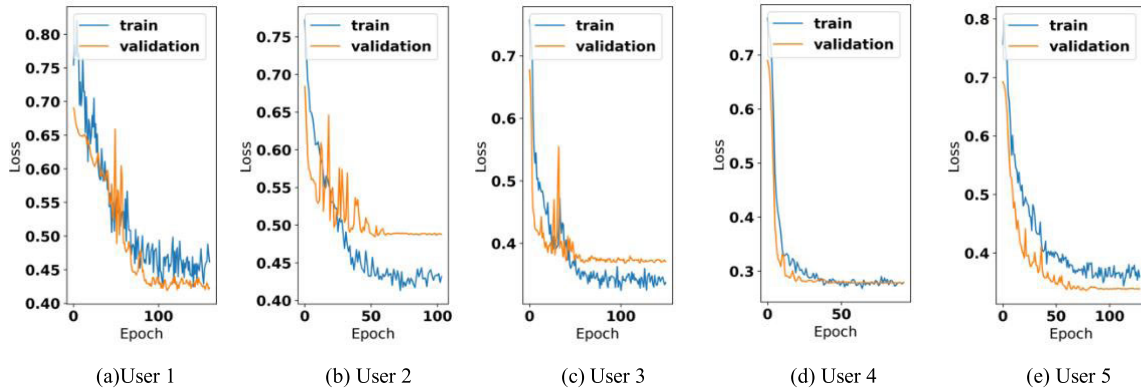 train
validation
0.80
0.75
0.70
0.65
0.60
0.55
0.50
0.45
0.40
Loss
0
50
100
150
Epoch
(a)User 1
train
validation
0.75
0.70
0.65
0.60
0.55
0.50
0.45
0.40
Loss
0
50
100
Epoch
(b) User 2
train
validation
0.7
0.6
0.5
0.4
Loss
0
50
100
150
Epoch
(c) User 3
train
validation
0.7
0.6
0.5
0.4
0.3
Loss
0
50
Epoch
(d) User 4
train
validation
0.8
0.7
0.6
0.5
0.4
Loss
0
50
100
Epoch
(e) User 5